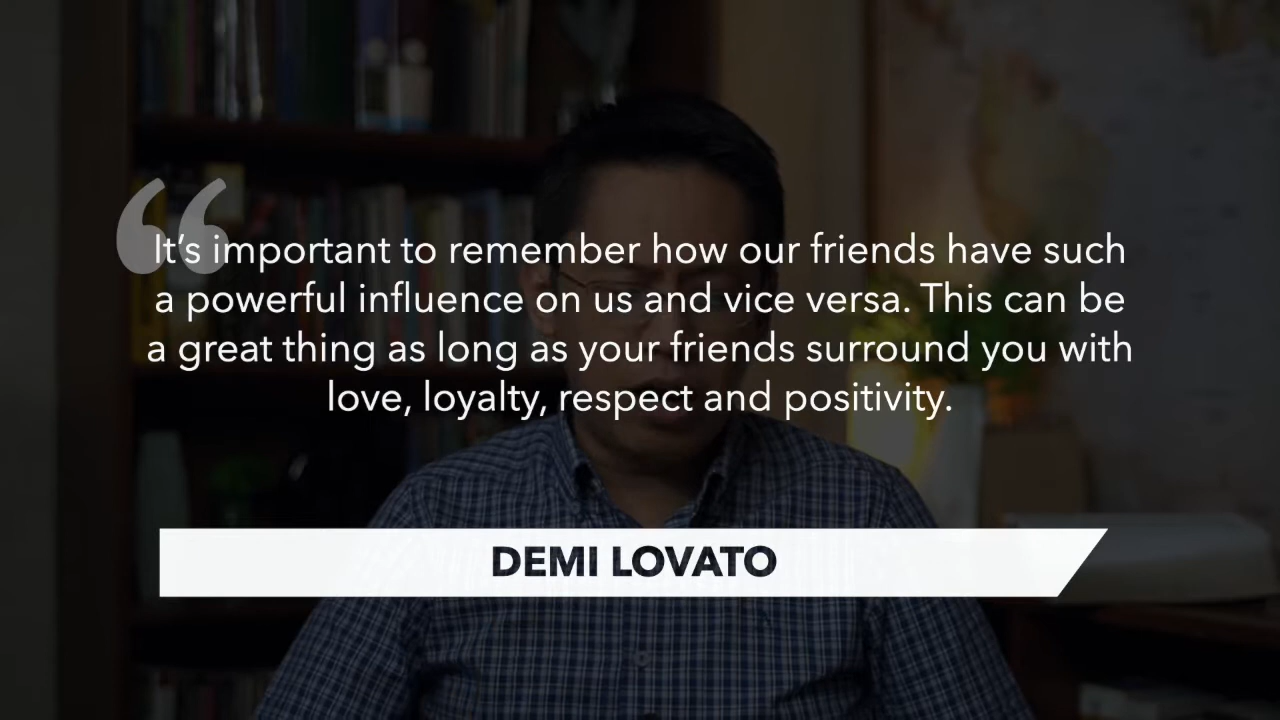 “
It’s important to remember how our friends have such
a powerful influence on us and vice versa. This can be
a great thing as long as your friends surround you with
love, loyalty, respect and positivity.
DEMI LOVATO